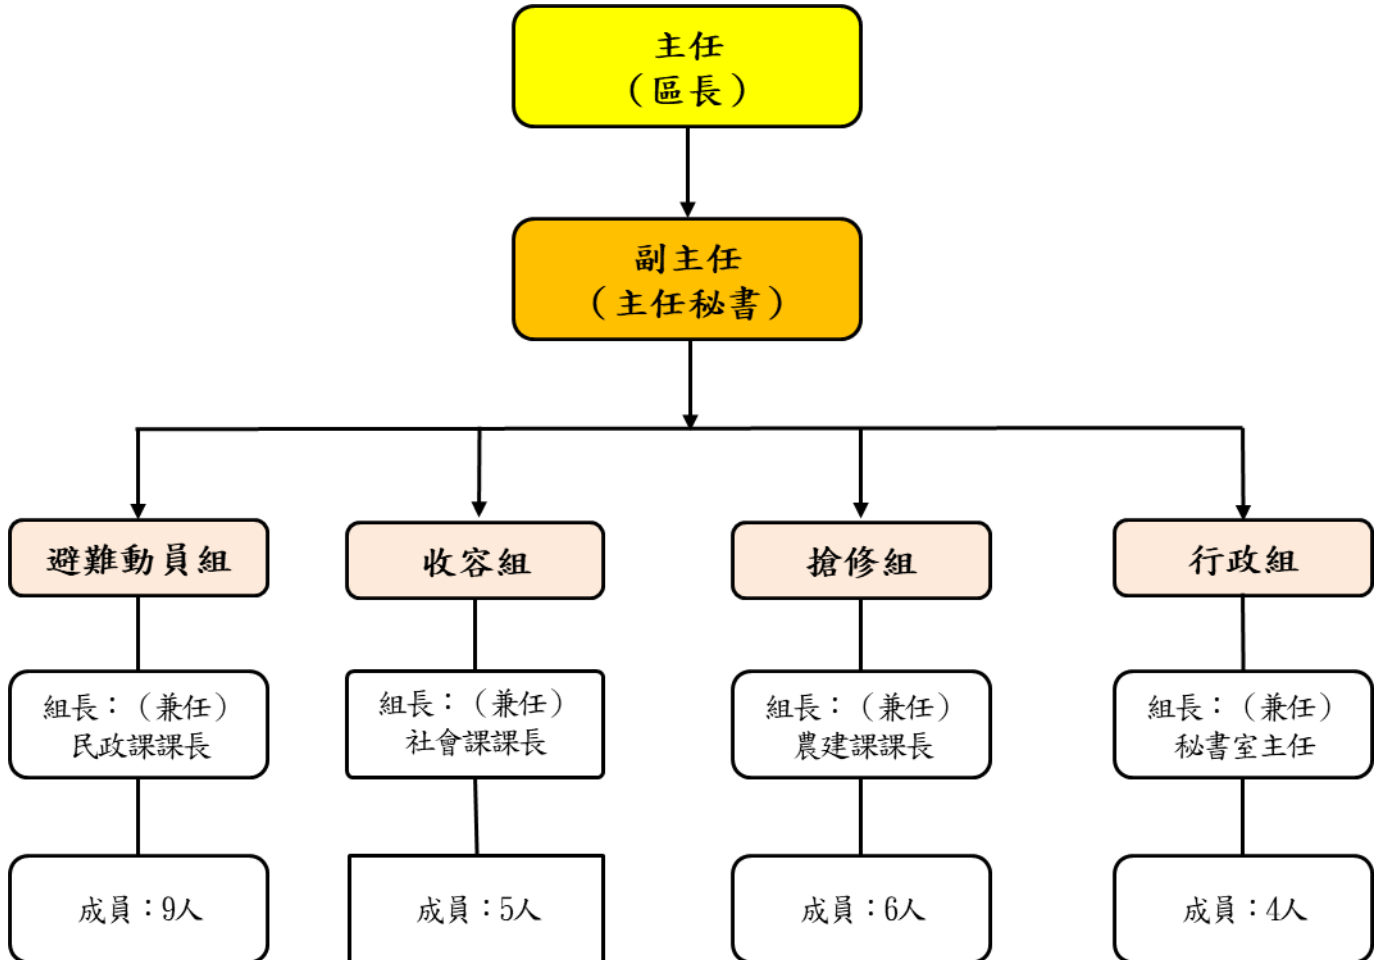 主任
（區長）
副主任
（主任秘書）
避難動員組
收容組
搶修組
行政組
組長：（兼任）
民政課課長
組長：（兼任）
社會課課長
組長：（兼任）
農建課課長
組長：（兼任）
秘書室主任
成員：9人
成員：5人
成員：6人
成員：4人